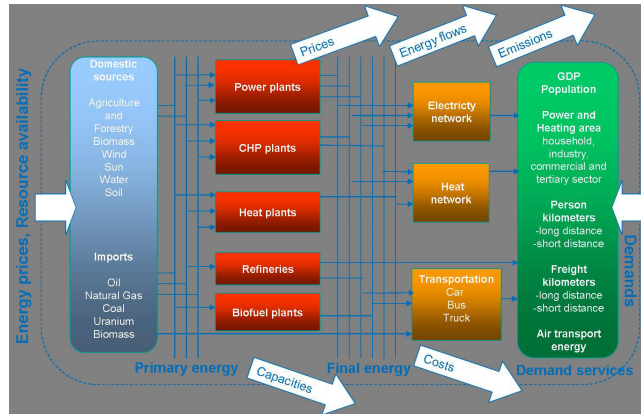 Prices
Energy flows
Emissions
Energy prices, Resource availability
Domestic
sources
Agriculture
and
Forestry
Biomass
Wind
Sun
Water
Soil
Imports
Oil
Natural Gas
Coal
Uranium
Biomass
Power plants
CHP plants
Heat plants
Refineries
Biofuel plants
Electricty
network
Heat
network
Transportation
Car
Bus
Truck
GDP
Population
Power and
Heating area
household,
industry,
commercial and
tertiary sector
Person
kilometers
-long distance
-short distance
Freight
kilometers
-long distance
-short distance
Air transport
energy
Demands
Primary energy
Final energy
Demand services
Capacities
Costs